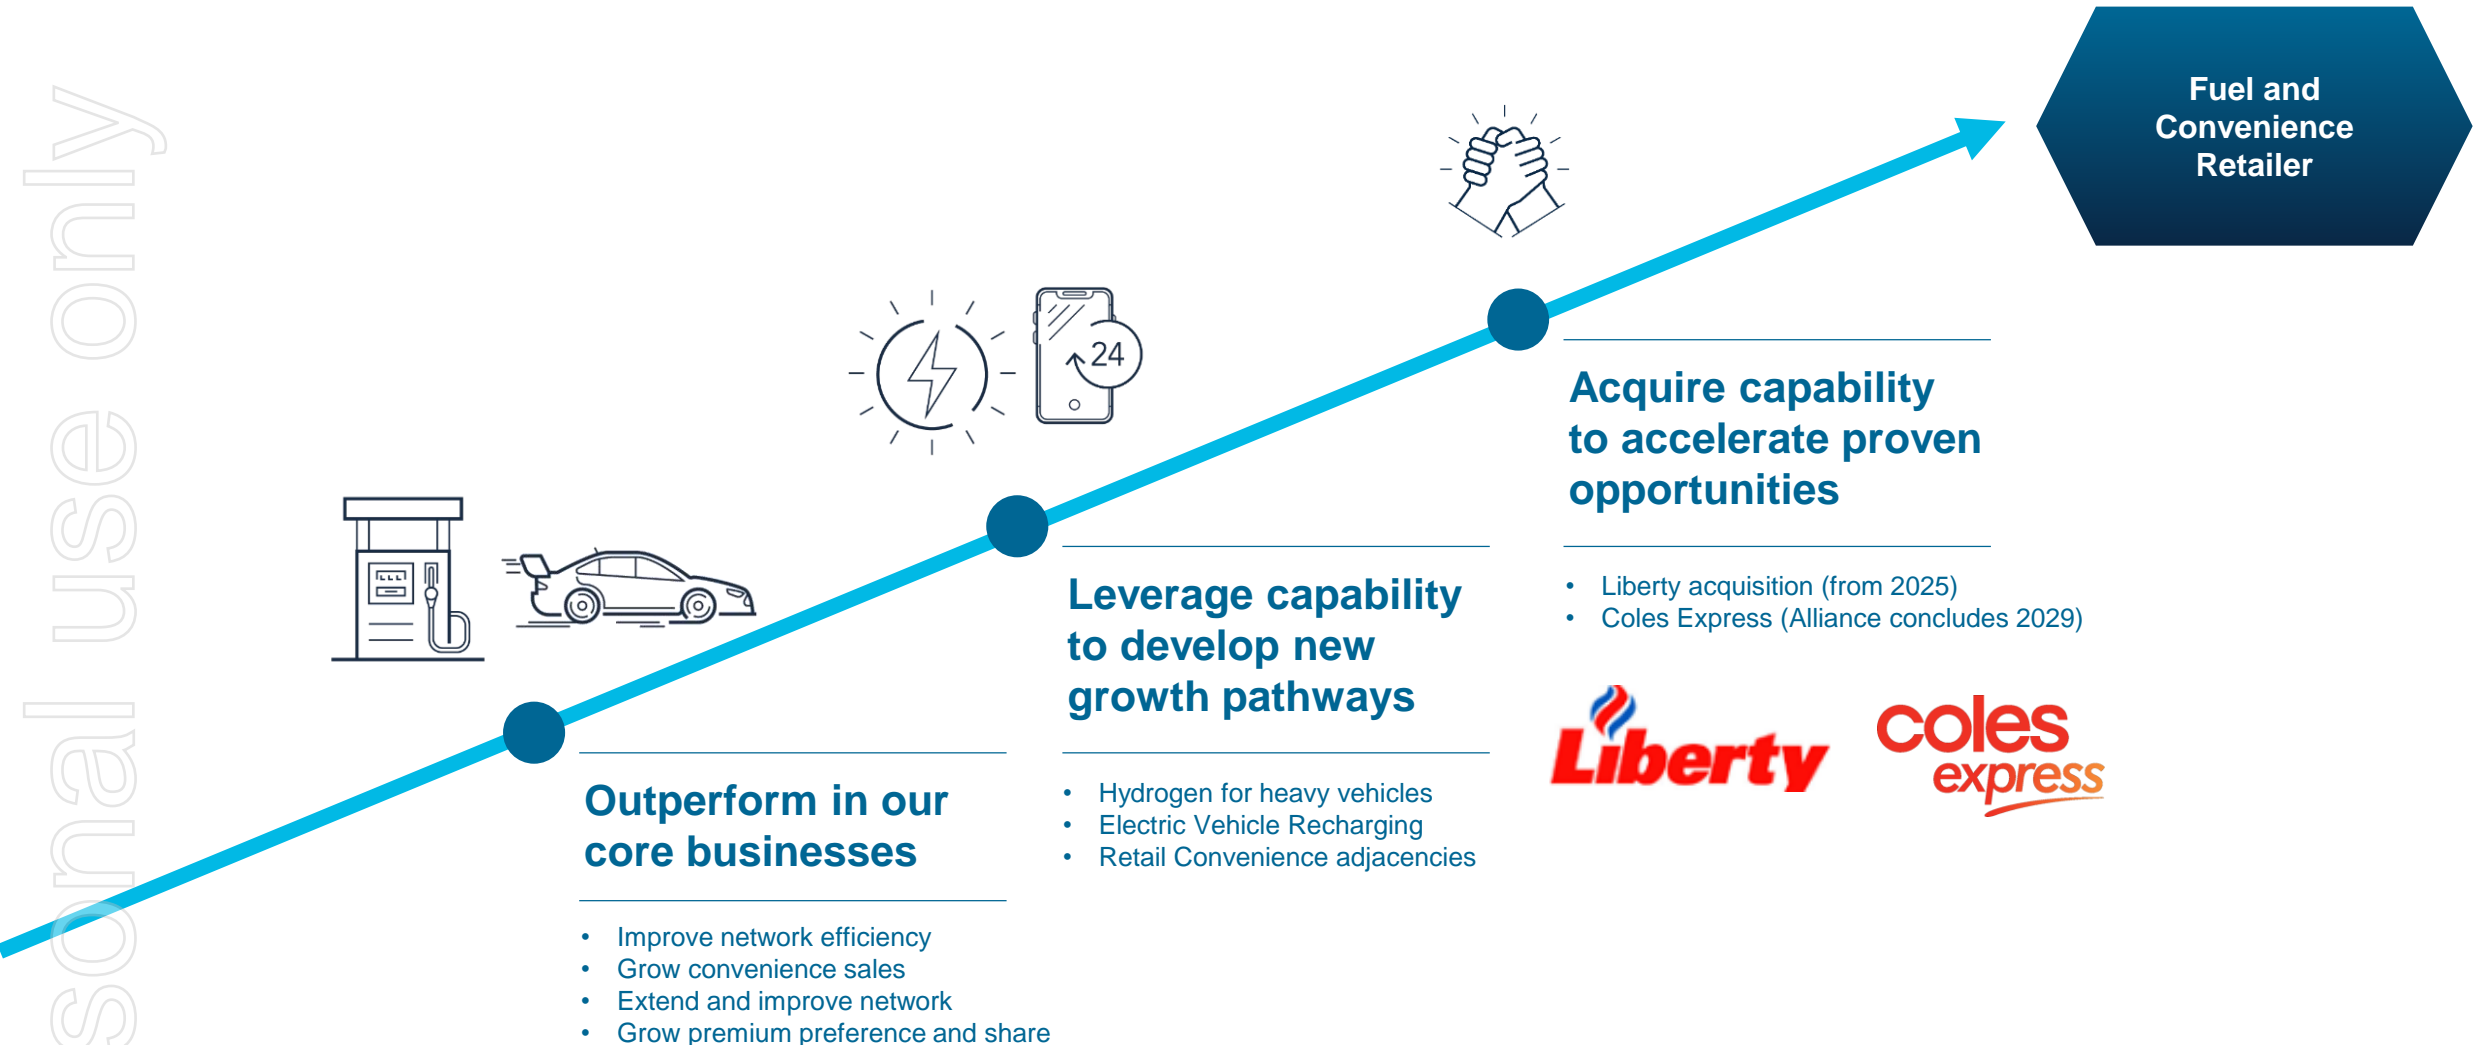 Fuel and
Convenience
Retailer
24
Acquire capability
to accelerate proven
opportunities
• Liberty acquisition (from 2025)
• Coles Express (Alliance concludes 2029)
Liberty
coles
express
Leverage capability
to develop new
growth pathways
• Hydrogen for heavy vehicles
• Electric Vehicle Recharging
• Retail Convenience adjacencies
Outperform in our
core businesses
• Improve network efficiency
• Grow convenience sales
• Extend and improve network
• Grow premium preference and share
sonal use only